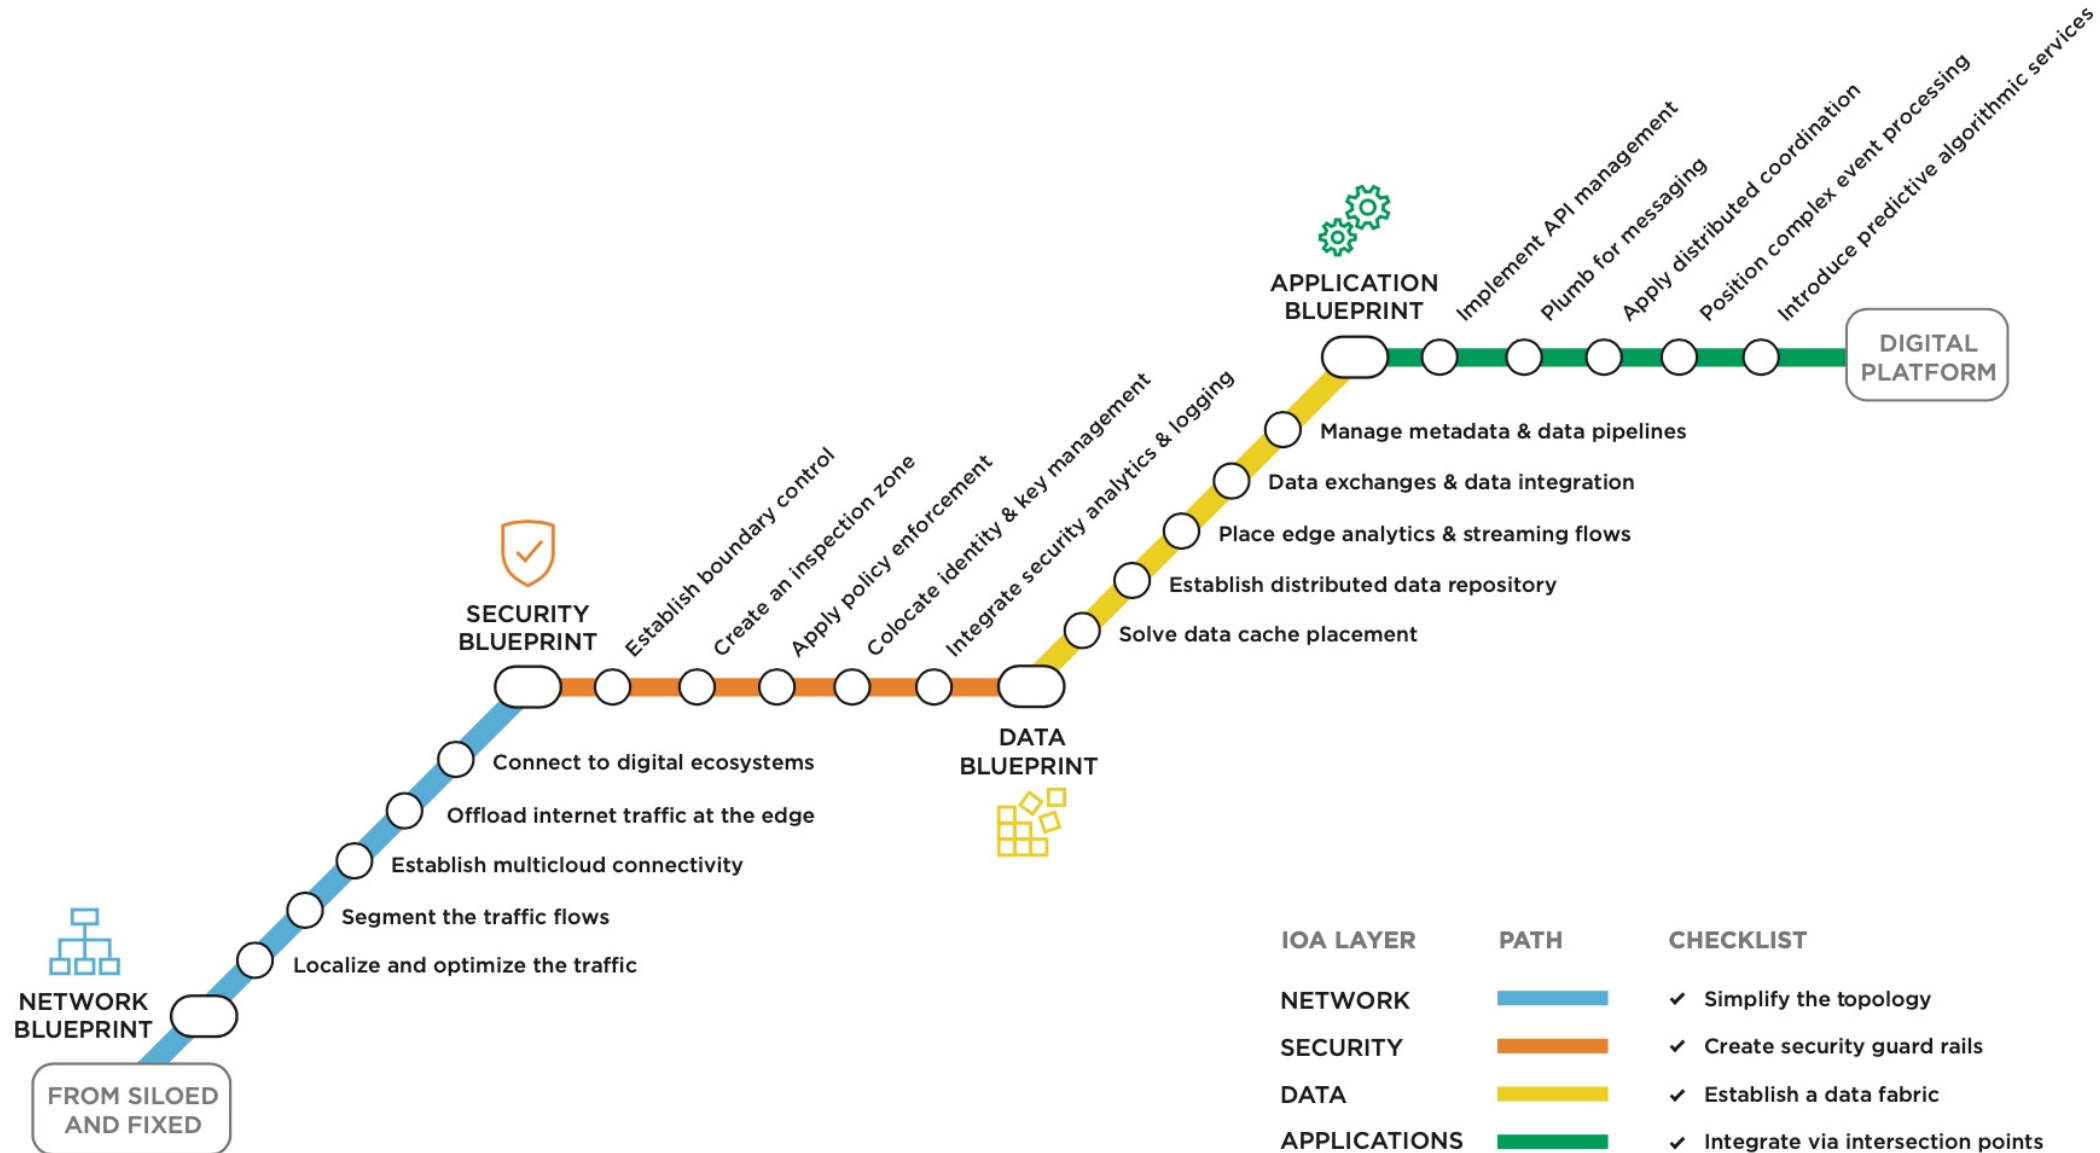 Implement API management
Plumb for messaging
Apply distributed coordination
Position complex event processing
Introduce predictive algorithmic services
APPLICATION
BLUEPRINT
DIGITAL
PLATFORM
Manage metadata & data pipelines
Data exchanges & data integration
Place edge analytics & streaming flows
Establish distributed data repository
Solve data cache placement
Establish boundary control
Create an inspection zone
Apply policy enforcement
Colocate identity & key management
Integrate security analytics & logging
SECURITY
BLUEPRINT
DATA
BLUEPRINT
Connect to digital ecosystems
Offload internet traffic at the edge
Establish multicloud connectivity
Segment the traffic flows
Localize and optimize the traffic
NETWORK
BLUEPRINT
FROM SILOED
AND FIXED
IOA LAYER PATH CHECKLIST
NETWORK ✓ Simplify the topology
SECURITY ✓ Create security guard rails
DATA ✓ Establish a data fabric
APPLICATIONS ✓ Integrate via intersection points